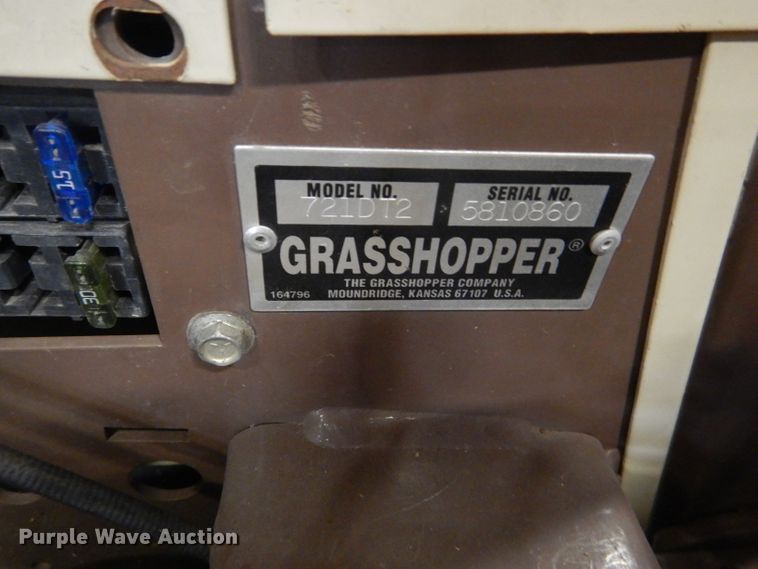 15
30
MODEL NO. SERIAL NO.
721DT2 5810860
GRASSHOPPER®
THE GRASSHOPPER COMPANY
164796 MOUNDRIDGE, KANSAS 67107 U.S.A.
Purple Wave Auction